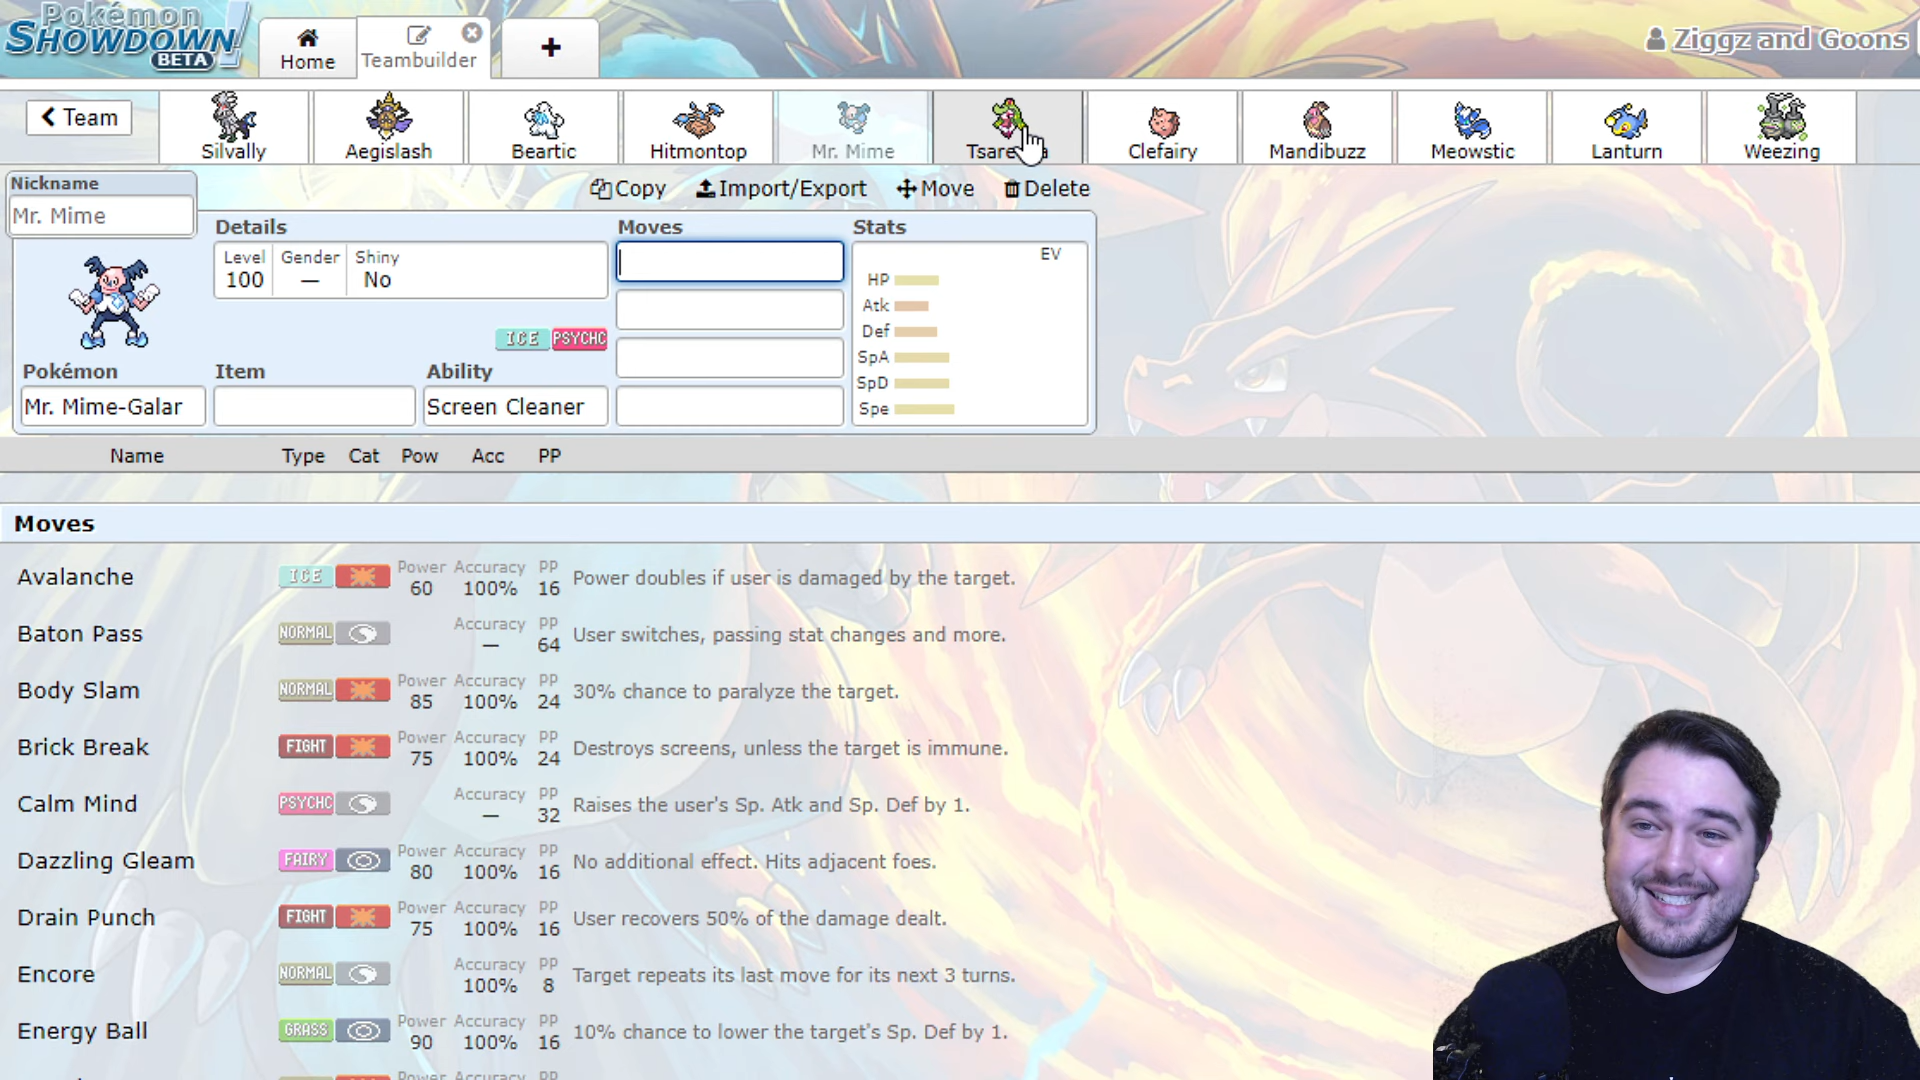 Pokémon
SHOWDOWN!
BETA
Home
Teambuilder
+
Ziggz and Goons
Team
Silvally
Aegislash
Beartic
Hitmontop
Mr. Mime
Clefairy
Mandibuzz
Meowstic
Lanturn
Weezing
Nickname
Mr. Mime
Copy
Import/Export
Move
Delete
Details
Moves
Stats
Level Gender Shiny
100 — No
EV
HP
Atk
Def
SpA
SpD
Spe
ICE PSYCHC
Pokémon
Item
Ability
Mr. Mime-Galar
Screen Cleaner
Name Type Cat Pow Acc PP
Moves
Avalanche ICE Power 60 Accuracy 100% PP 16 Power doubles if user is damaged by the target.
Baton Pass NORMAL Accuracy — PP 64 User switches, passing stat changes and more.
Body Slam NORMAL Power 85 Accuracy 100% PP 24 30% chance to paralyze the target.
Brick Break FIGHT Power 75 Accuracy 100% PP 24 Destroys screens, unless the target is immune.
Calm Mind PSYCHC Accuracy — PP 32 Raises the user's Sp. Atk and Sp. Def by 1.
Dazzling Gleam FAIRY Power 80 Accuracy 100% PP 16 No additional effect. Hits adjacent foes.
Drain Punch FIGHT Power 75 Accuracy 100% PP 16 User recovers 50% of the damage dealt.
Encore NORMAL Accuracy 100% PP 8 Target repeats its last move for its next 3 turns.
Energy Ball GRASS Power 90 Accuracy 100% PP 16 10% chance to lower the target's Sp. Def by 1.
Power Accuracy PP